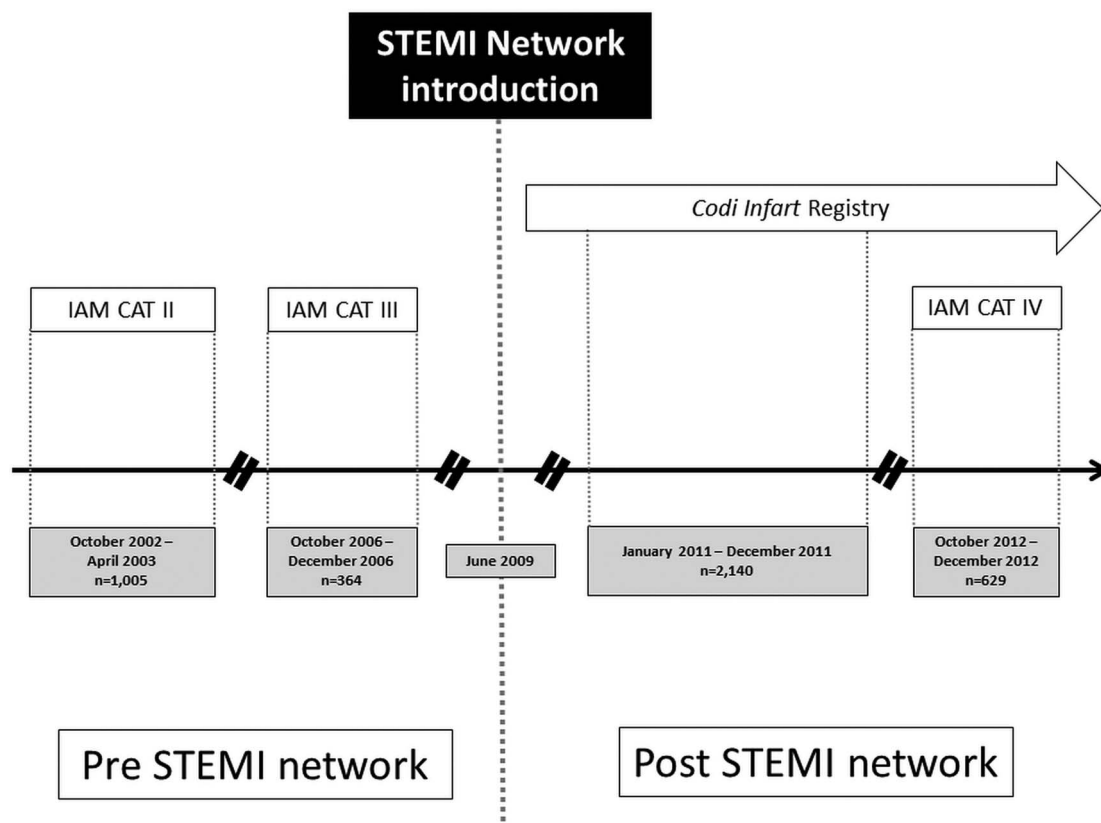 STEMI Network
introduction
Codi Infart Registry
IAM CAT II
IAM CAT III
IAM CAT IV
October 2002 –
April 2003
n=1,005
October 2006 –
December 2006
n=364
June 2009
January 2011 – December 2011
n=2,140
October 2012 –
December 2012
n=629
Pre STEMI network
Post STEMI network